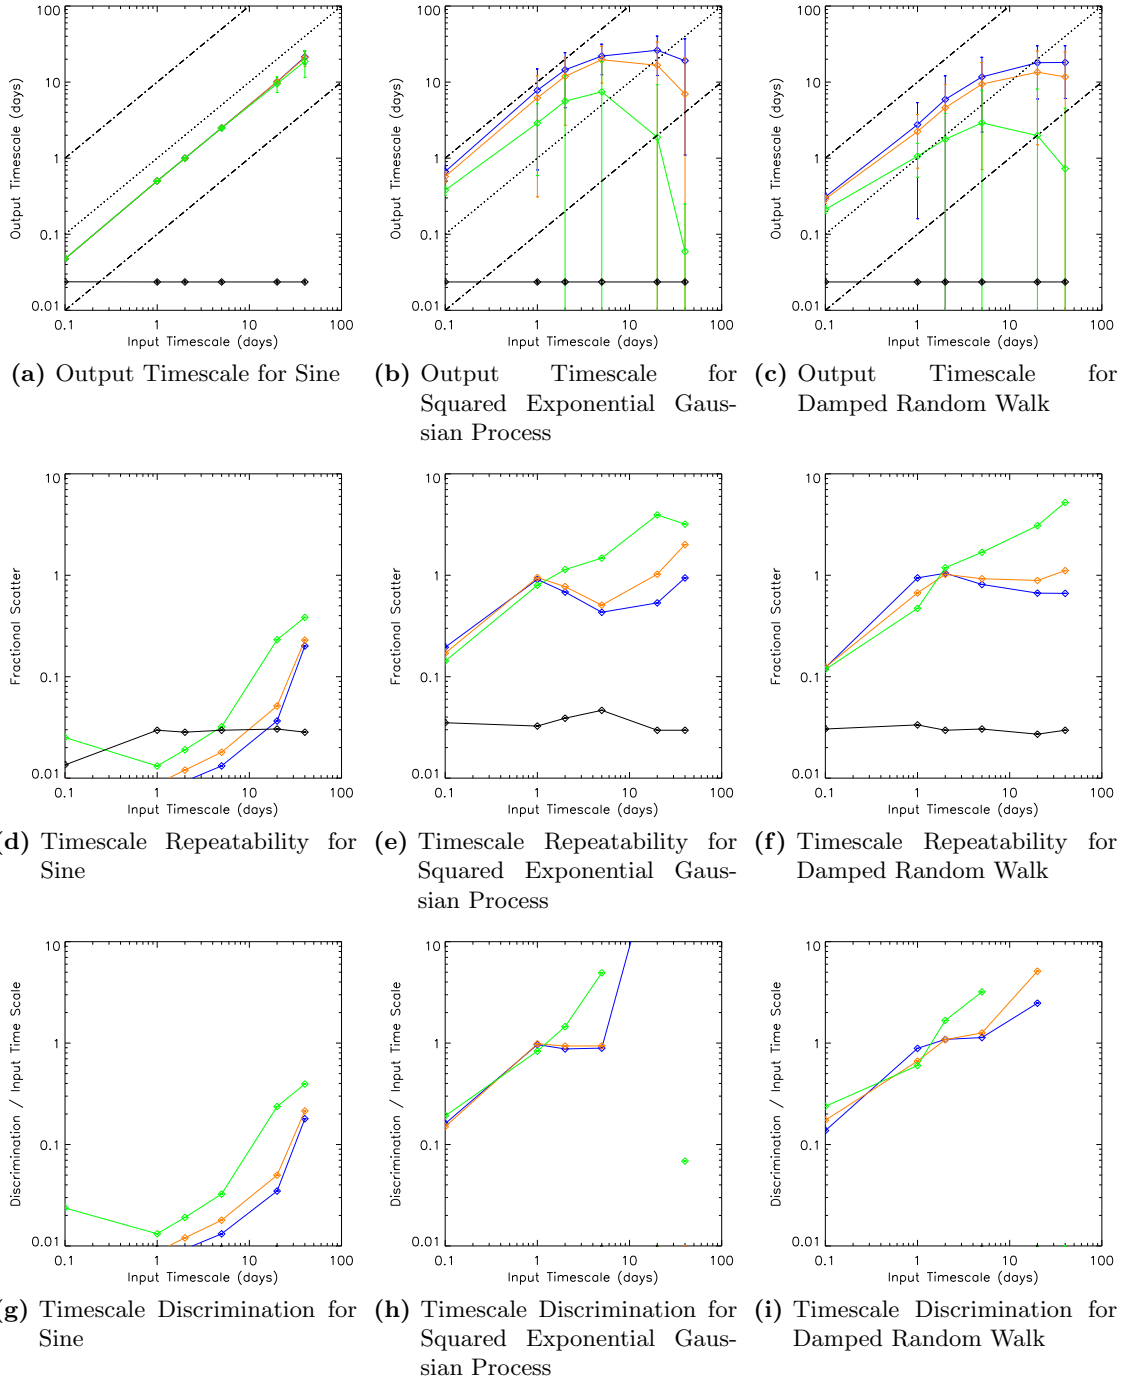 100
10
1
0.1
0.01
Output Timescale (days)
0.1 1 10 100
Input Timescale (days)
(a) Output Timescale for Sine
100
10
1
0.1
0.01
Output Timescale (days)
0.1 1 10 100
Input Timescale (days)
(b) Output Timescale for
Squared Exponential Gaus-
sian Process
100
10
1
0.1
0.01
Output Timescale (days)
0.1 1 10 100
Input Timescale (days)
(c) Output Timescale for
Damped Random Walk
10
1
0.1
0.01
Fractional Scatter
0.1 1 10 100
Input Timescale (days)
(d) Timescale Repeatability for
Sine
10
1
0.1
0.01
Fractional Scatter
0.1 1 10 100
Input Timescale (days)
(e) Timescale Repeatability for
Squared Exponential Gaus-
sian Process
10
1
0.1
0.01
Fractional Scatter
0.1 1 10 100
Input Timescale (days)
(f) Timescale Repeatability for
Damped Random Walk
10
1
0.1
0.01
Discrimination / Input Time Scale
0.1 1 10 100
Input Timescale (days)
(g) Timescale Discrimination for
Sine
10
1
0.1
0.01
Discrimination / Input Time Scale
0.1 1 10 100
Input Timescale (days)
(h) Timescale Discrimination for
Squared Exponential Gaus-
sian Process
10
1
0.1
0.01
Discrimination / Input Time Scale
0.1 1 10 100
Input Timescale (days)
(i) Timescale Discrimination for
Damped Random Walk